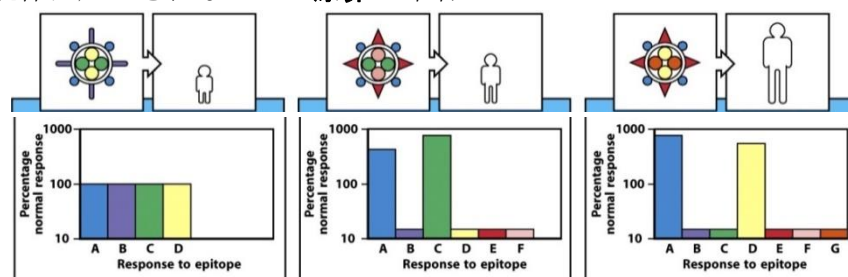 1000
100
10
Percentage
normal response
A B C D
Response to epitope
1000
100
10
Percentage
normal response
A B C D E F
Response to epitope
1000
100
10
Percentage
normal response
A B C D E F G
Response to epitope